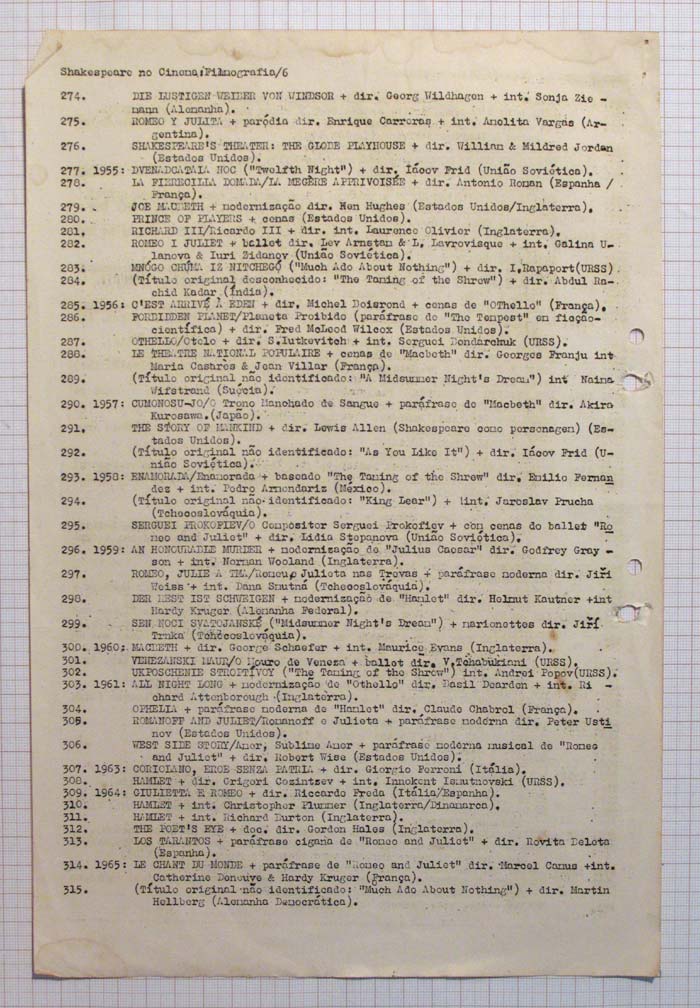 Shakespeare no Cinema:Filmografia/6
274. DIE LUSTIGEN WEIBER VON WINDSOR + dir. Georg Wildhagen + int. Sonja Zie -
mann (Alemanha).
275. ROMEO Y JULITA + paródia dir. Enrique Carreras + int. Amelita Vargas (Ar-
gentina).
276. SHAKESPEARE'S THEATER: THE GLOBE PLAYHOUSE + dir. William & Mildred Jordan
(Estados Unidos).
277. 1955: DVENADCATAIA NOC ("Twelfth Night") + dir. Iácov Frid (União Soviética).
278. LA FIERECILLA DOMADA/LA MEGÈRE APPRIVOISÉE + dir. Antonio Roman (Espanha /
França).
279. JOE MACBETH + modernização dir. Ken Hughes (Estados Unidos/Inglaterra).
280. PRINCE OF PLAYERS + cenas (Estados Unidos).
281. RICHARD III/Ricardo III + dir. int. Laurence Olivier (Inglaterra).
282. ROMEO I JULIET + ballet dir. Lev Arnstan & L. Lavrovisque + int. Galina U-
lanova & Iuri Zidanov (União Soviética).
283. MNÓGO CHUMA IZ NITCHEGÓ ("Much Ado About Nothing") + dir. I.Rapaport(URSS)
284. (Título original desconhecido: "The Taming of the Shrew") + dir. Abdul Ra-
chid Kadar (Índia).
285. 1956: C'EST ARRIVÉ À EDEN + dir. Michel Boisrond + cenas de "OThello" (França).
286. FORBIDDEN PLANET/Planeta Proibido (paráfrase de "The Tempest" em ficção-
científica) + dir. Fred McLeod Wilcox (Estados Unidos).
287. OTHELLO/Otelo + dir. S.Iutkevitch + int. Serguei Bondarchuk (URSS).
288. LE THEATRE NATIONAL POPULAIRE + cenas de "Macbeth" dir. Georges Franju int
Maria Casarès & Jean Villar (França).
289. (Título original não identificado: "A Midsummer Night's Dream") int Naima
Wifstrand (Suécia).
290. 1957: CUMONOSU-JO/O Trono Manchado de Sangue + paráfrase de "Macbeth" dir. Akira
Kurosawa.(Japão).
291. THE STORY OF MANKIND + dir. Lewis Allen (Shakespeare como personagem) (Es-
tados Unidos).
292. (Título original não identificado: "As You Like It") + dir. Iácov Frid (U-
nião Soviética).
293. 1958: ENAMORADA/Enamorada + baseado "The Taming of the Shrew" dir. Emilio Fernan
dez + int. Pedro Armendariz (México).
294. (Título original não identificado: "King Lear") + int. Jaroslav Prucha
(Tchecoslováquia).
295. SERGUEI PROKOFIEV/O Compositor Serguei Prokofiev + con cenas do ballet "Ro
meo and Juliet" + dir. Lidia Stepanova (União Soviética).
296. 1959: AN HONOURABLE MURDER + modernização de "Julius Caesar" dir. Godfrey Gray -
son + int. Norman Wooland (Inglaterra).
297. ROMEO, JULIE A TMA/Romeu, Julieta nas Trevas + paráfrase moderna dir. Jiří
Weiss + int. Dana Smutná (Tchecoslováquia).
298. DER REST IST SCHWEIGEN + modernização de "Hamlet" dir. Helmut Kautner +int
Hardy Kruger (Alemanha Federal).
299. SEN NOCI SVATOJANSKÉ ("Midsummer Night's Dream") + marionettes dir. Jiří
Trnka (Tchecoslováquia).
300. 1960: MACBETH + dir. George Schaefer + int. Maurice Evans (Inglaterra).
301. VENEZANSKI MAUR/O Mouro de Veneza + ballet dir. V.Tchabukiani (URSS).
302. UKPOSCHENIE STROPTIVOY ("The Taming of the Shrew") int. Andrei Popov(URSS).
303. 1961: ALL NIGHT LONG + modernização de "Othello" dir. Basil Dearden + int. Ri -
chard Attenborough (Inglaterra).
304. OPHELIA + paráfrase moderna de "Hamlet" dir. Claude Chabrol (França).
305. ROMANOFF AND JULIET/Romanoff e Julieta + paráfrase moderna dir. Peter Usti
nov (Estados Unidos).
306. WEST SIDE STORY/Amor, Sublime Amor + paráfrase moderna musical de "Romeo
and Juliet" + dir. Robert Wise (Estados Unidos).
307. 1963: CORIOLANO, EROE SENZA PATRIA + dir. Giorgio Ferroni (Itália).
308. HAMLET + dir. Grigori Cozintzev + int. Innokent Ismutnovski (URSS).
309. 1964: GIULIETTA E ROMEO + dir. Riccardo Freda (Itália/Espanha).
310. HAMLET + int. Christopher Plummer (Inglaterra/Dinamarca).
311. HAMLET + int. Richard Burton (Inglaterra).
312. THE POET'S EYE + doc. dir. Gordon Hales (Inglaterra).
313. LOS TARANTOS + paráfrase cigana de "Romeo and Juliet" + dir. Rovita Beleta
(Espanha).
314. 1965: LE CHANT DU MONDE + paráfrase de "Romeo and Juliet" dir. Marcel Camus +int.
Catherine Deneuve & Hardy Kruger (França).
315. (Título original não identificado: "Much Ado About Nothing") + dir. Martin
Hellberg (Alemanha Democrática).